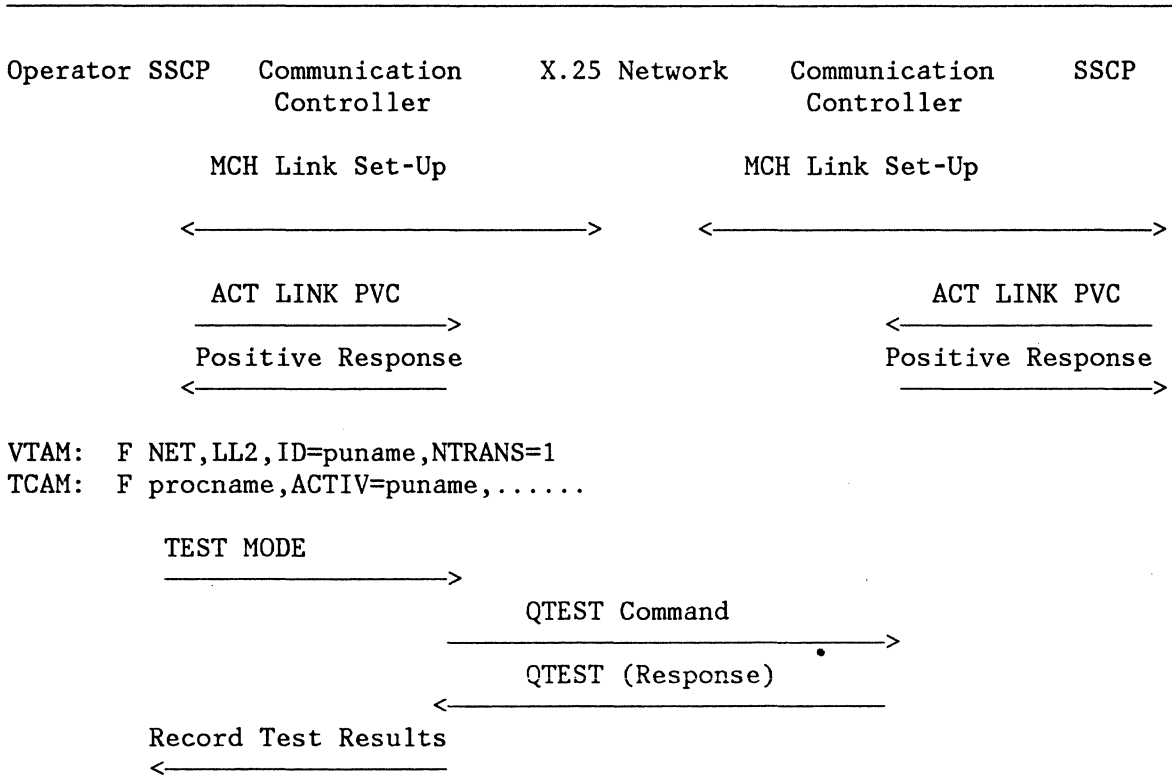 Operator SSCP Communication Controller X.25 Network Communication Controller SSCP
MCH Link Set-Up MCH Link Set-Up
ACT LINK PVC ACT LINK PVC
Positive Response Positive Response
VTAM: F NET,LL2,ID=puname,NTRANS=1
TCAM: F procname,ACTIV=puname,......
TEST MODE
QTEST Command
QTEST (Response)
Record Test Results